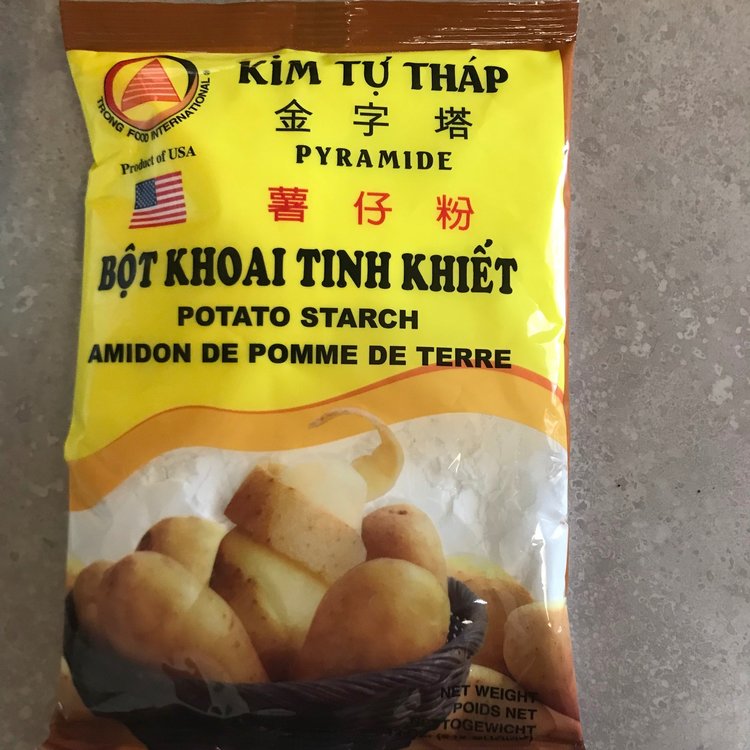 KIM TỰ THÁP
金字塔
PYRAMIDE
TRONG FOOD INTERNATIONAL
Product of USA
薯仔粉
BỘT KHOAI TINH KHIẾT
POTATO STARCH
AMIDON DE POMME DE TERRE
NET WEIGHT
POIDS NET
NETTOGEWICHT